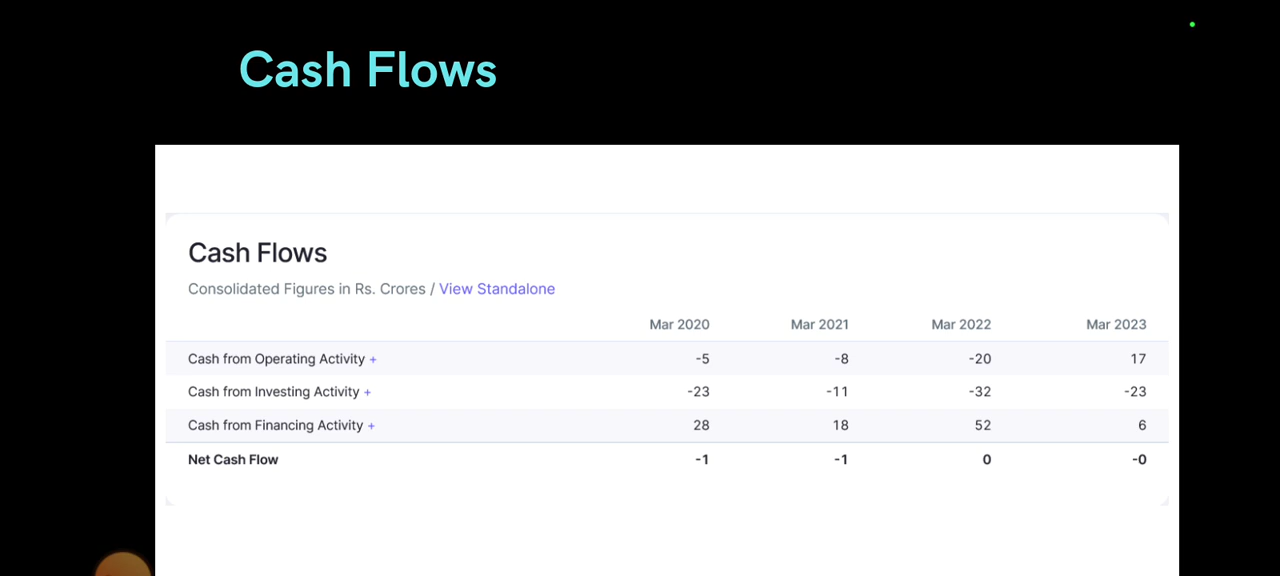 Cash Flows
Cash Flows
Consolidated Figures in Rs. Crores / View Standalone
Mar 2020 Mar 2021 Mar 2022 Mar 2023
Cash from Operating Activity + -5 -8 -20 17
Cash from Investing Activity + -23 -11 -32 -23
Cash from Financing Activity + 28 18 52 6
Net Cash Flow -1 -1 0 -0